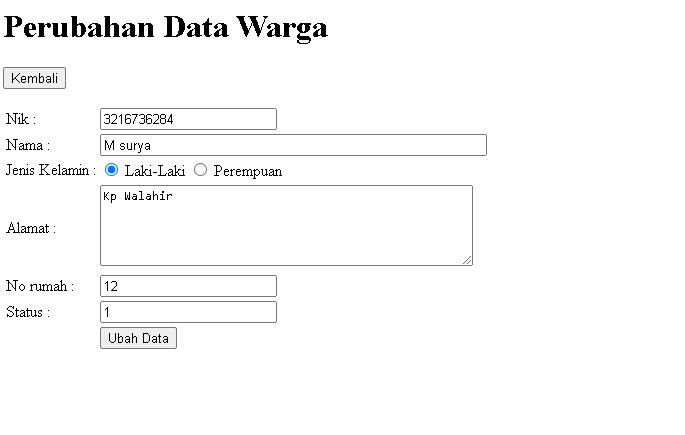 Perubahan Data Warga
Kembali
Nik : 3216736284
Nama : M surya
Jenis Kelamin : Laki-Laki Perempuan
Alamat : Kp Walahir
No rumah : 12
Status : 1
Ubah Data